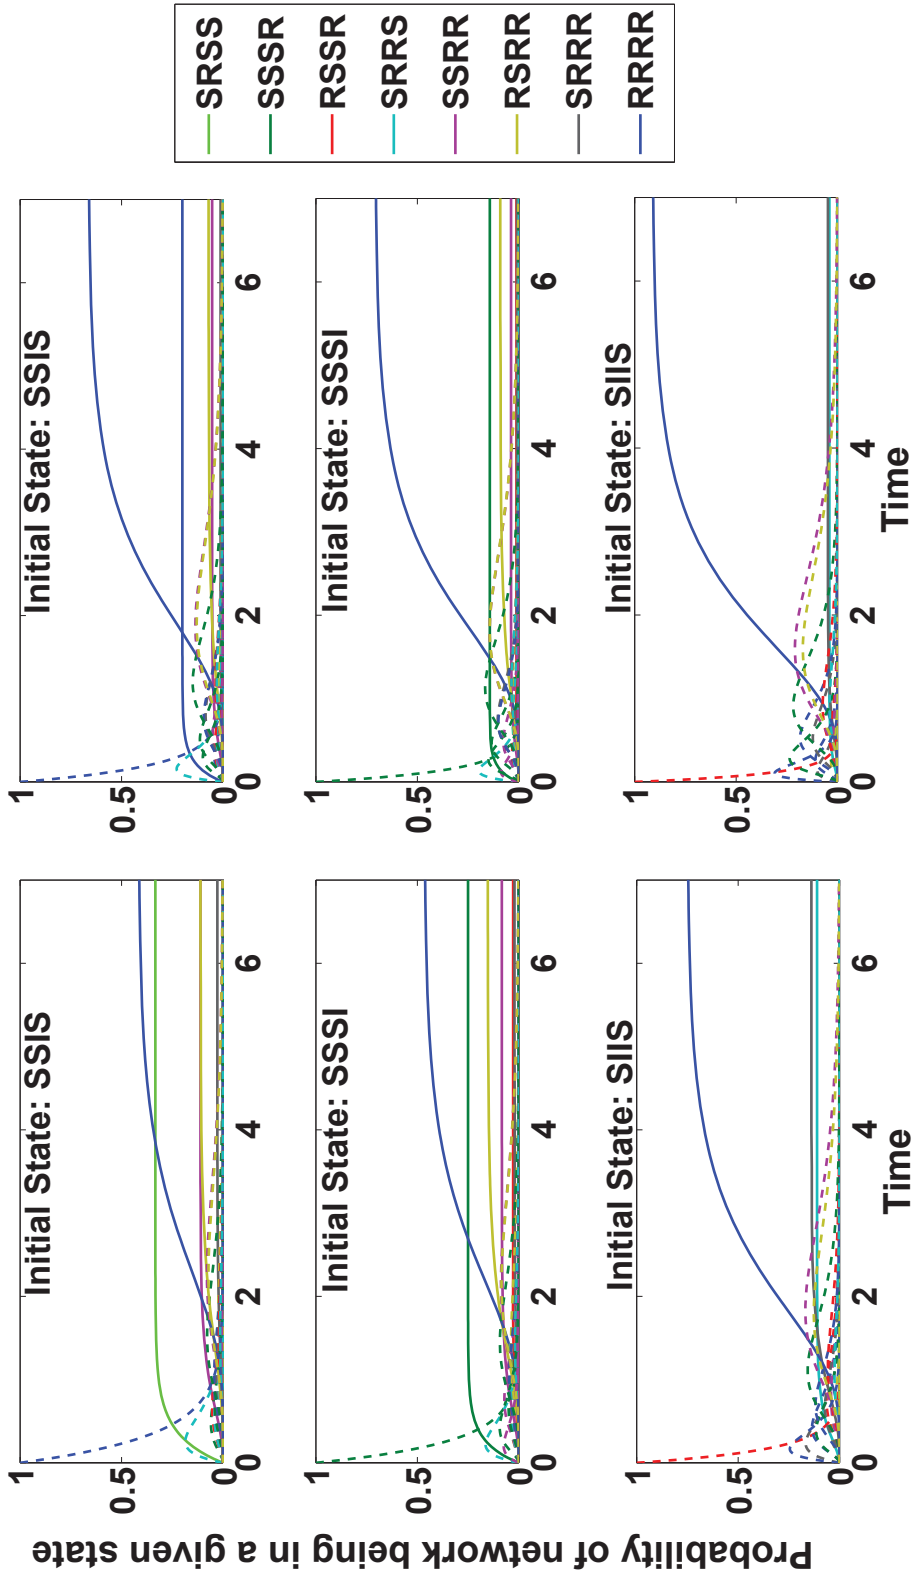 Probability of network being in a given state
Initial State: SSIS
1
0.5
0
0
2
4
6
Initial State: SSIS
1
0.5
0
0
2
4
6
Initial State: SSSI
1
0.5
0
0
2
4
6
Initial State: SSSI
1
0.5
0
0
2
4
6
Initial State: SIIS
1
0.5
0
0
2
4
6
Time
Initial State: SIIS
1
0.5
0
0
2
4
6
Time
SRSS
SSSR
RSSR
SRRS
SSRR
RSRR
SRRR
RRRR